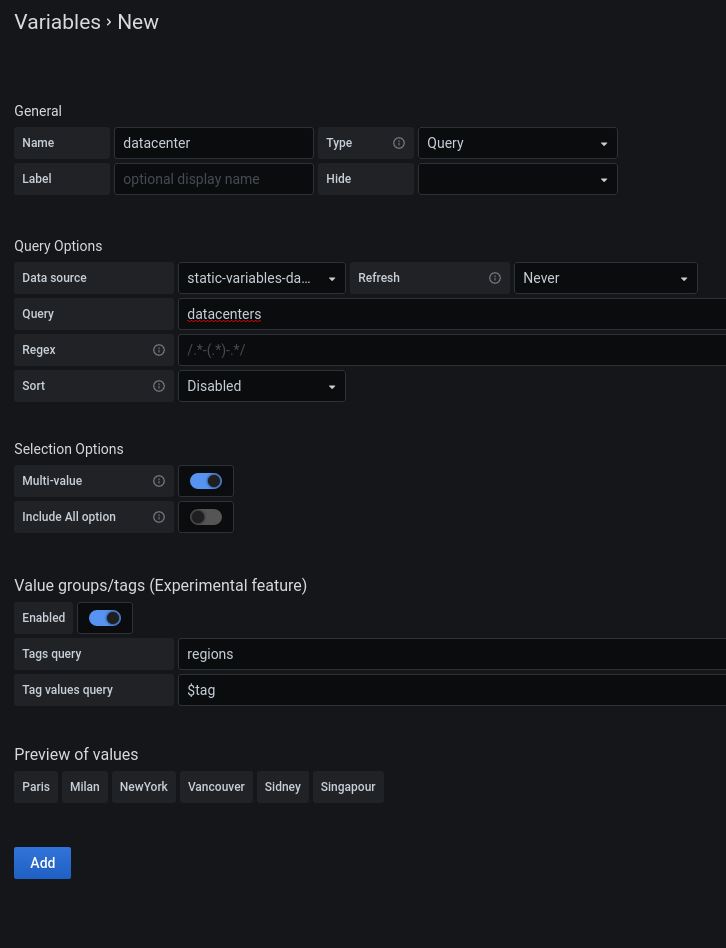 Variables › New
General
Name datacenter Type Query
Label optional display name Hide
Query Options
Data source static-variables-da... Refresh Never
Query datacenters
Regex /.*-(.*)-.*/
Sort Disabled
Selection Options
Multi-value
Include All option
Value groups/tags (Experimental feature)
Enabled
Tags query regions
Tag values query $tag
Preview of values
Paris Milan NewYork Vancouver Sidney Singapour
Add